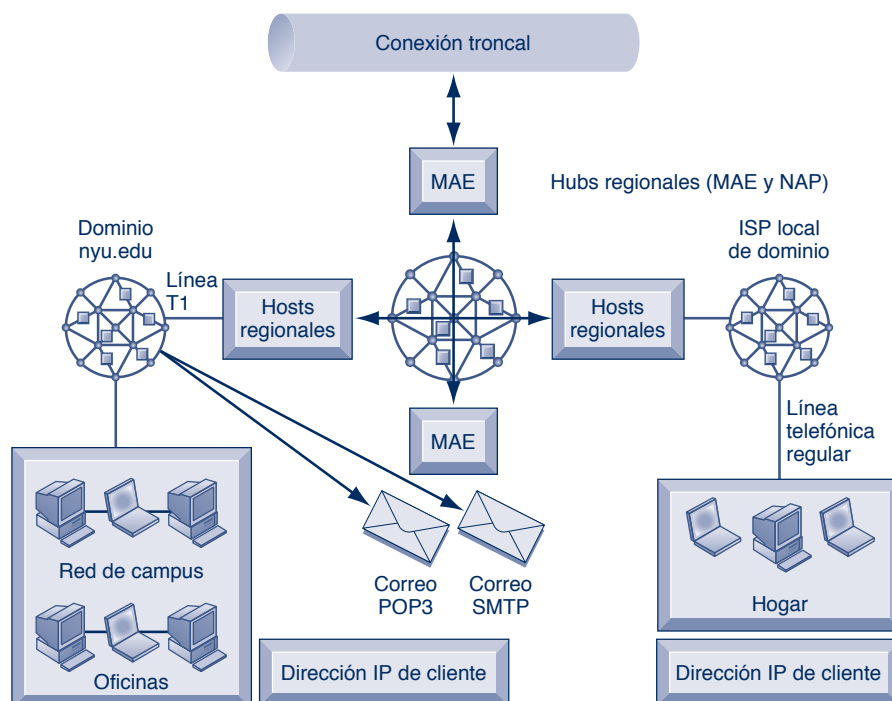 Conexión troncal
MAE
Hubs regionales (MAE y NAP)
Dominio
nyu.edu
ISP local
de dominio
Línea
T1
Hosts
regionales
Hosts
regionales
MAE
Línea
telefónica
regular
Red de campus
Oficinas
Correo
POP3
Correo
SMTP
Hogar
Dirección IP de cliente
Dirección IP de cliente